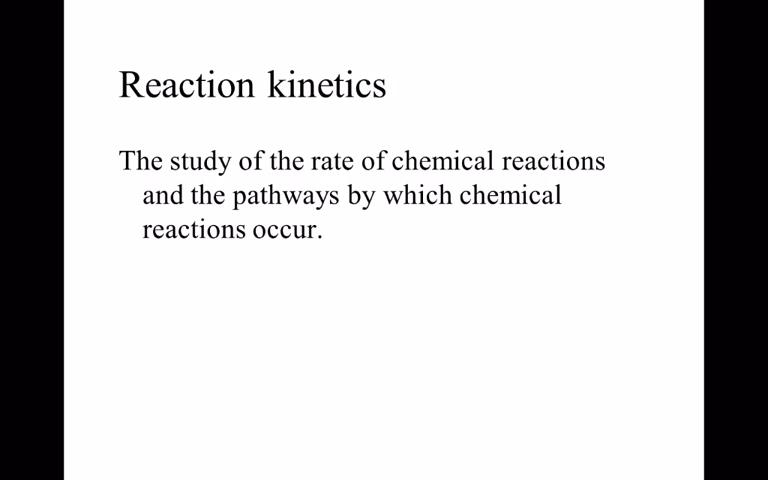 Reaction kinetics
The study of the rate of chemical reactions
and the pathways by which chemical
reactions occur.